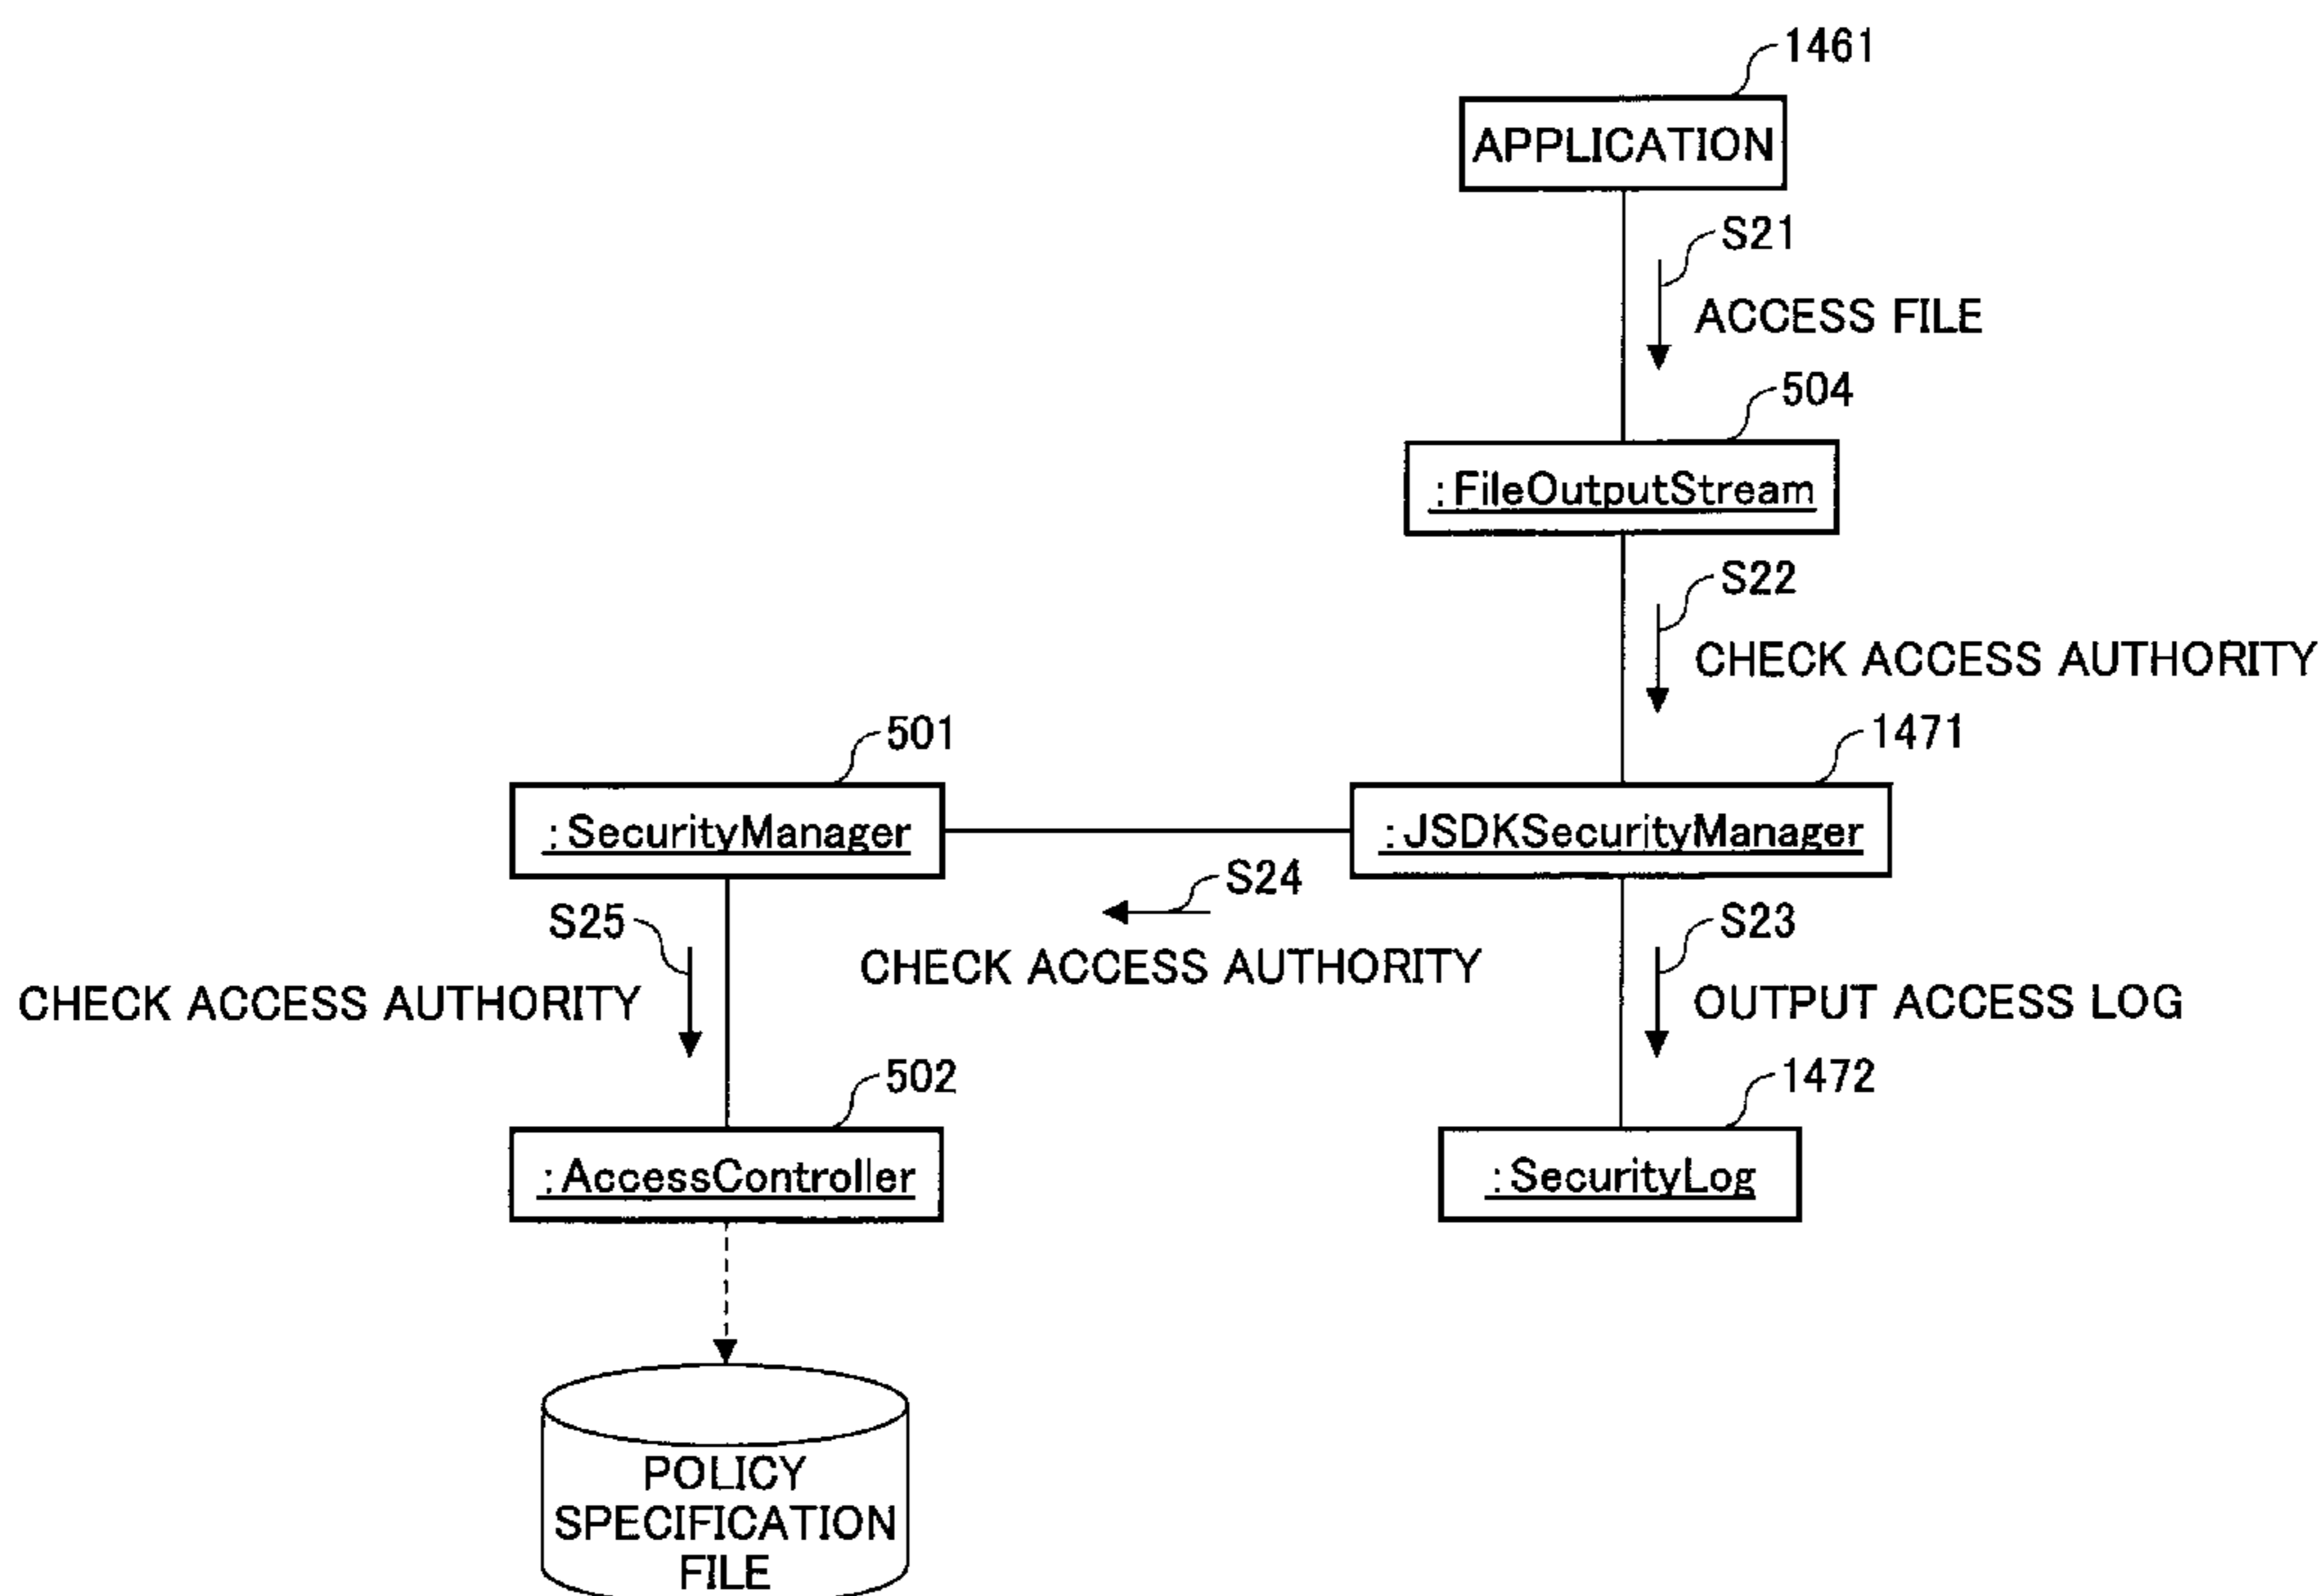 1461
APPLICATION
S21
ACCESS FILE
504
:FileOutputStream
S22
CHECK ACCESS AUTHORITY
501
1471
:SecurityManager
:JSDKSecurityManager
S24
CHECK ACCESS AUTHORITY
S25
CHECK ACCESS AUTHORITY
S23
OUTPUT ACCESS LOG
502
1472
:AccessController
:SecurityLog
POLICY
SPECIFICATION
FILE